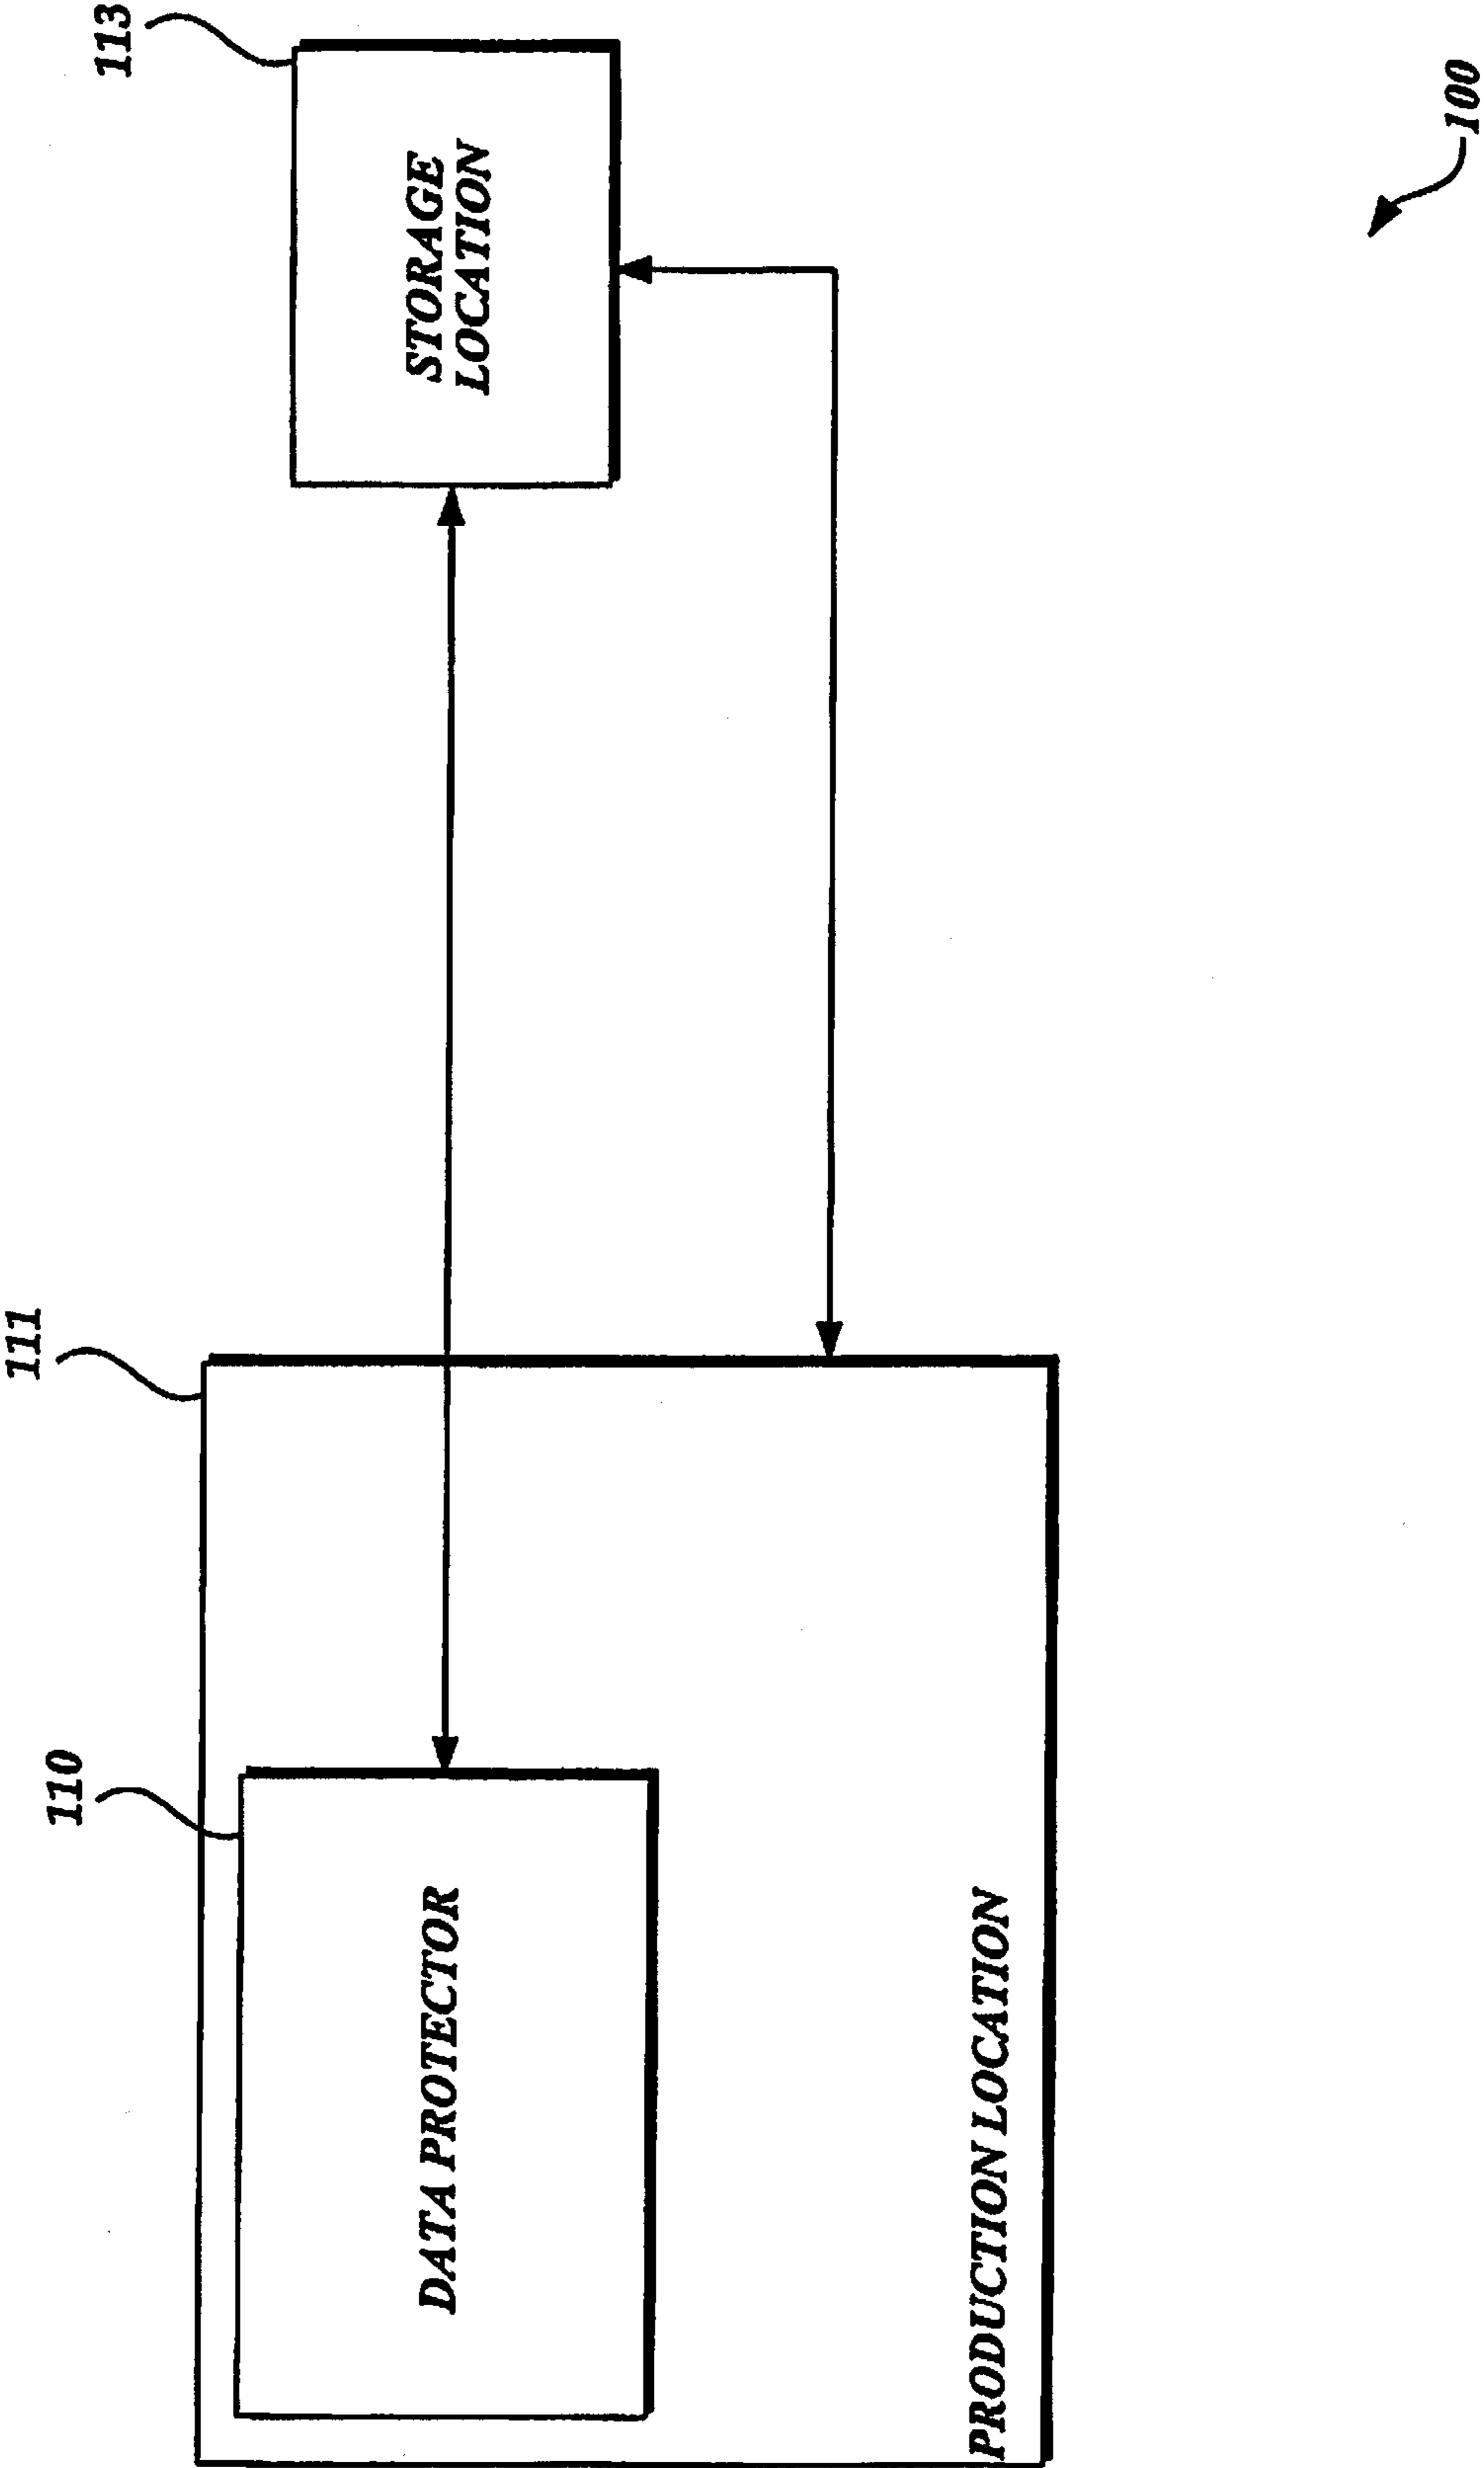 111
113
110
DATA PROTECTOR
STORAGE
LOCATION
PRODUCTION LOCATION
100